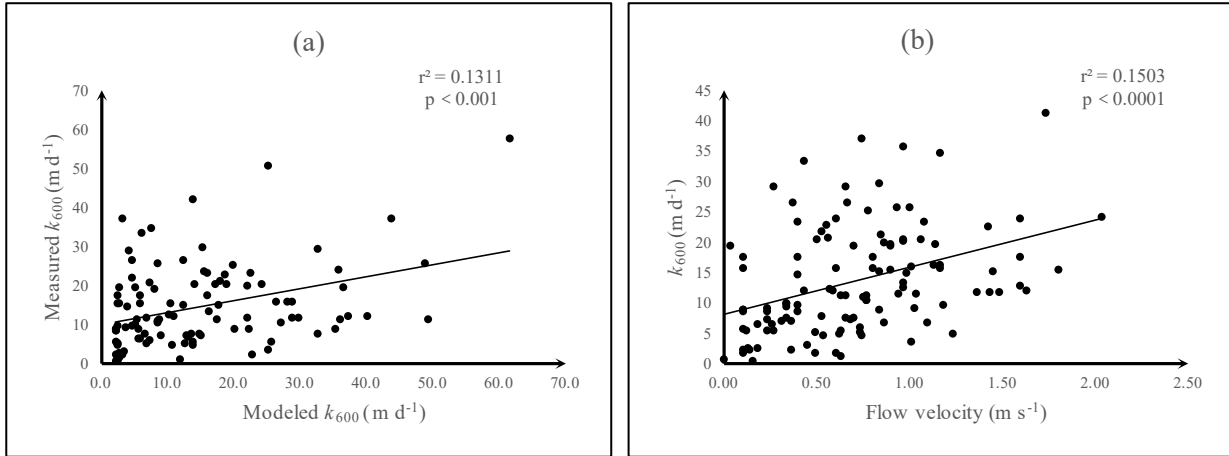 (a)
r² = 0.1311
p < 0.001
70
60
50
40
30
20
10
0
0.0 10.0 20.0 30.0 40.0 50.0 60.0 70.0
Measured k₆₀₀ (m d⁻¹)
Modeled k₆₀₀ (m d⁻¹)
(b)
r² = 0.1503
p < 0.0001
45
40
35
30
25
20
15
10
5
0
0.00 0.50 1.00 1.50 2.00 2.50
k₆₀₀ (m d⁻¹)
Flow velocity (m s⁻¹)